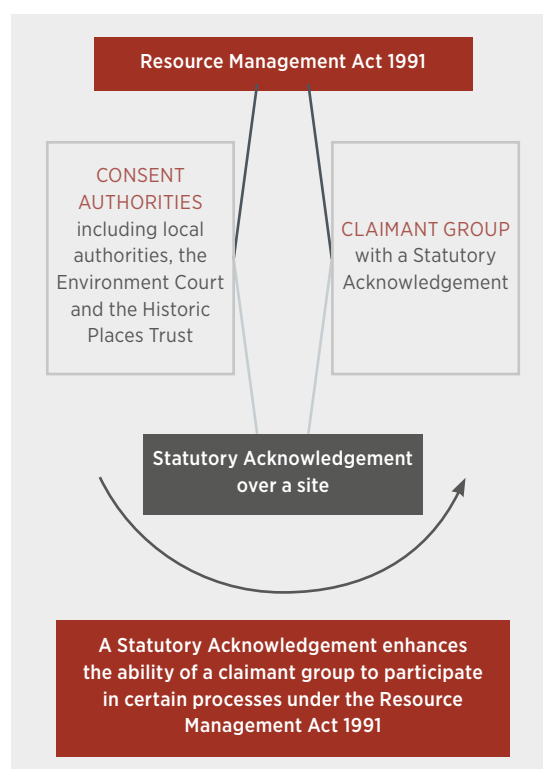 Resource Management Act 1991
CONSENT
AUTHORITIES
including local
authorities, the
Environment Court
and the Historic
Places Trust
CLAIMANT GROUP
with a Statutory
Acknowledgement
Statutory Acknowledgement
over a site
A Statutory Acknowledgement enhances
the ability of a claimant group to participate
in certain processes under the Resource
Management Act 1991